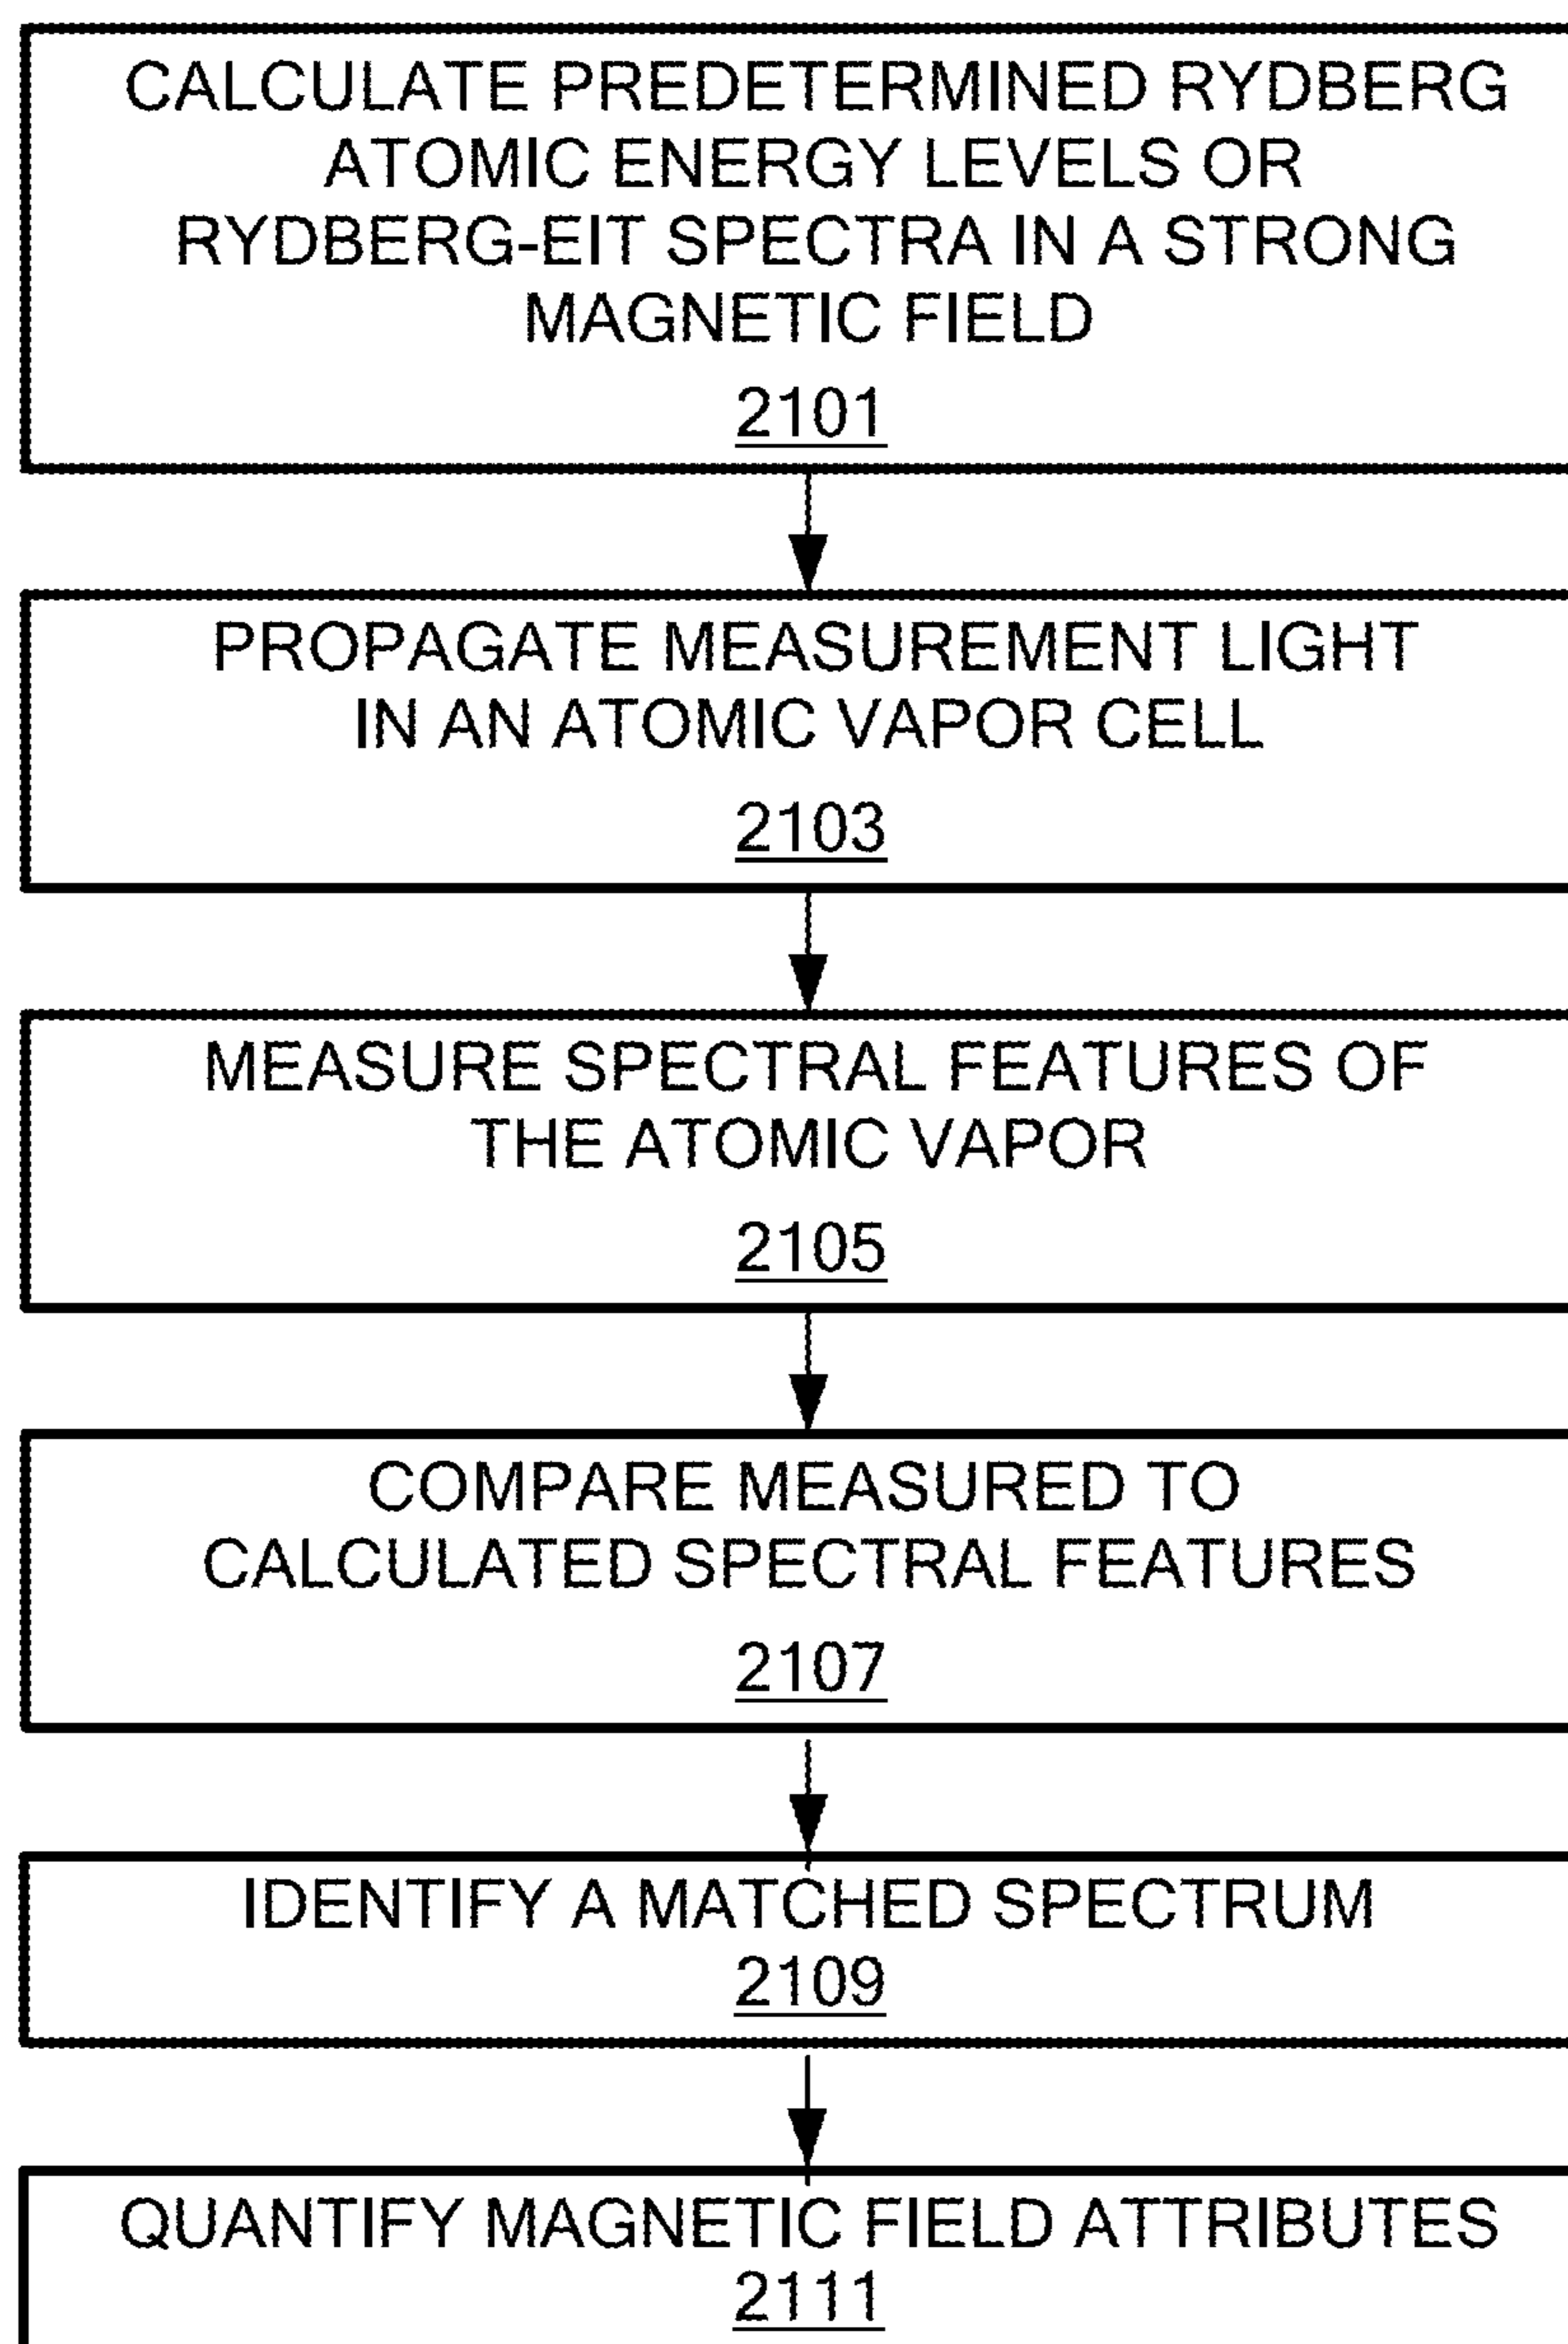 CALCULATE PREDETERMINED RYDBERG
ATOMIC ENERGY LEVELS OR
RYDBERG-EIT SPECTRA IN A STRONG
MAGNETIC FIELD
2101
PROPAGATE MEASUREMENT LIGHT
IN AN ATOMIC VAPOR CELL
2103
MEASURE SPECTRAL FEATURES OF
THE ATOMIC VAPOR
2105
COMPARE MEASURED TO
CALCULATED SPECTRAL FEATURES
2107
IDENTIFY A MATCHED SPECTRUM
2109
QUANTIFY MAGNETIC FIELD ATTRIBUTES
2111